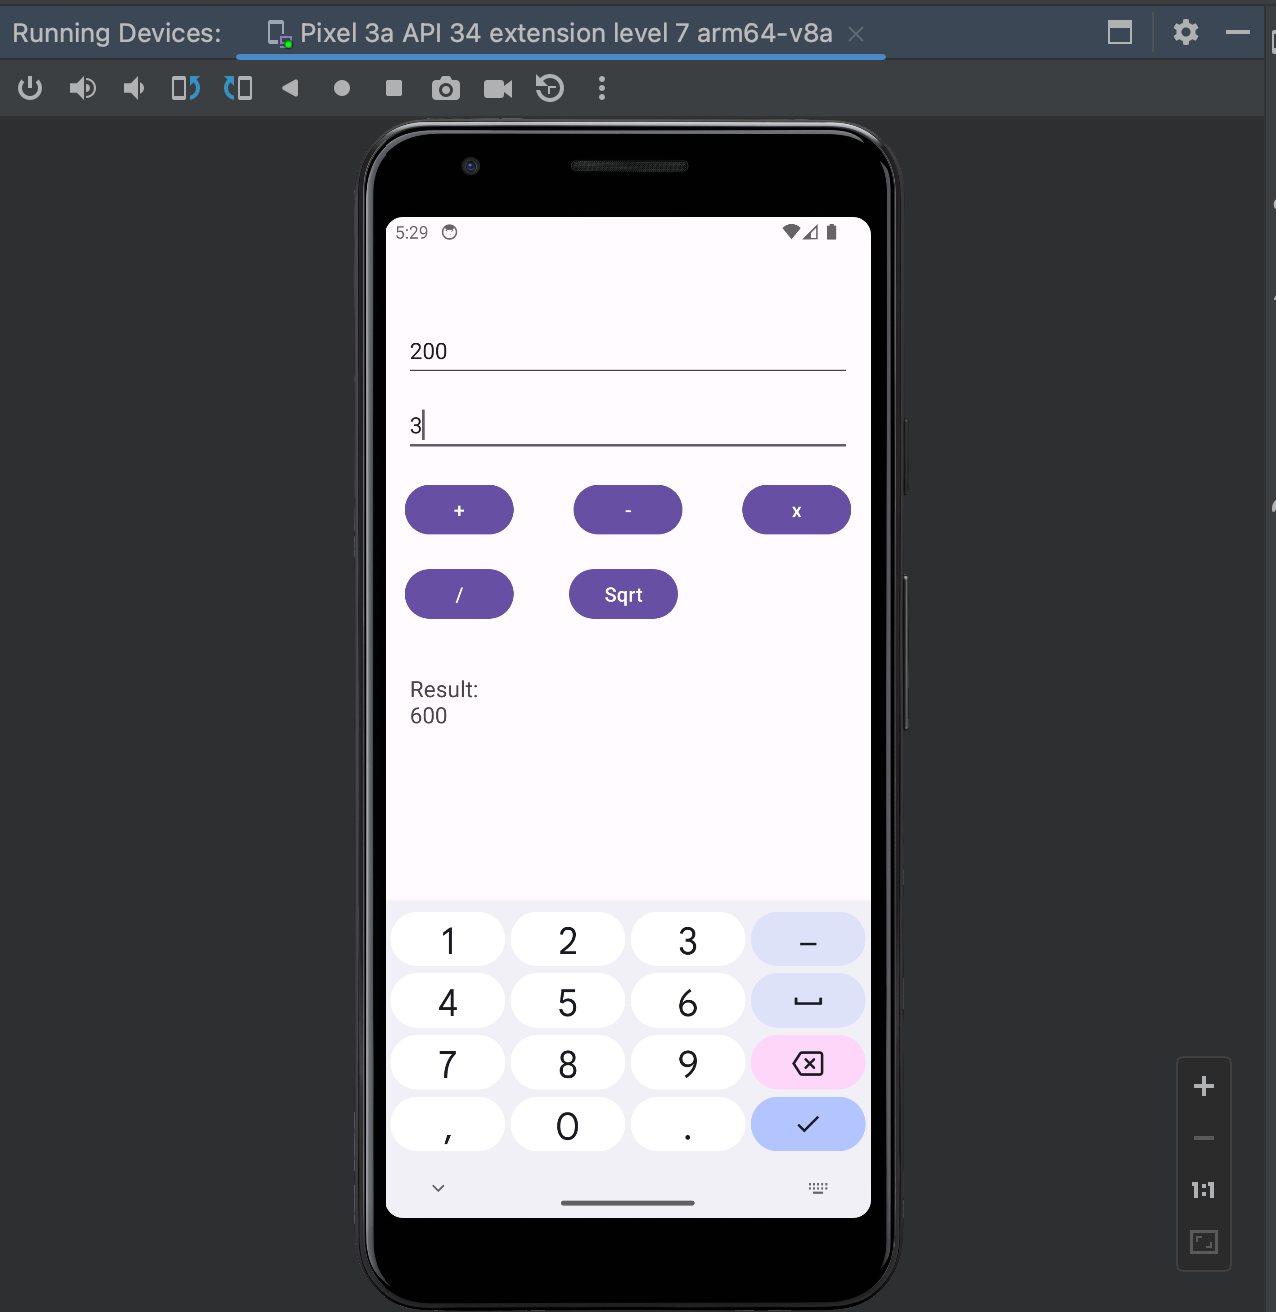 Running Devices: Pixel 3a API 34 extension level 7 arm64-v8a
5:29
200
3
+ - x
/ Sqrt
Result:
600
1 2 3 –
4 5 6
7 8 9
, 0 .
1:1